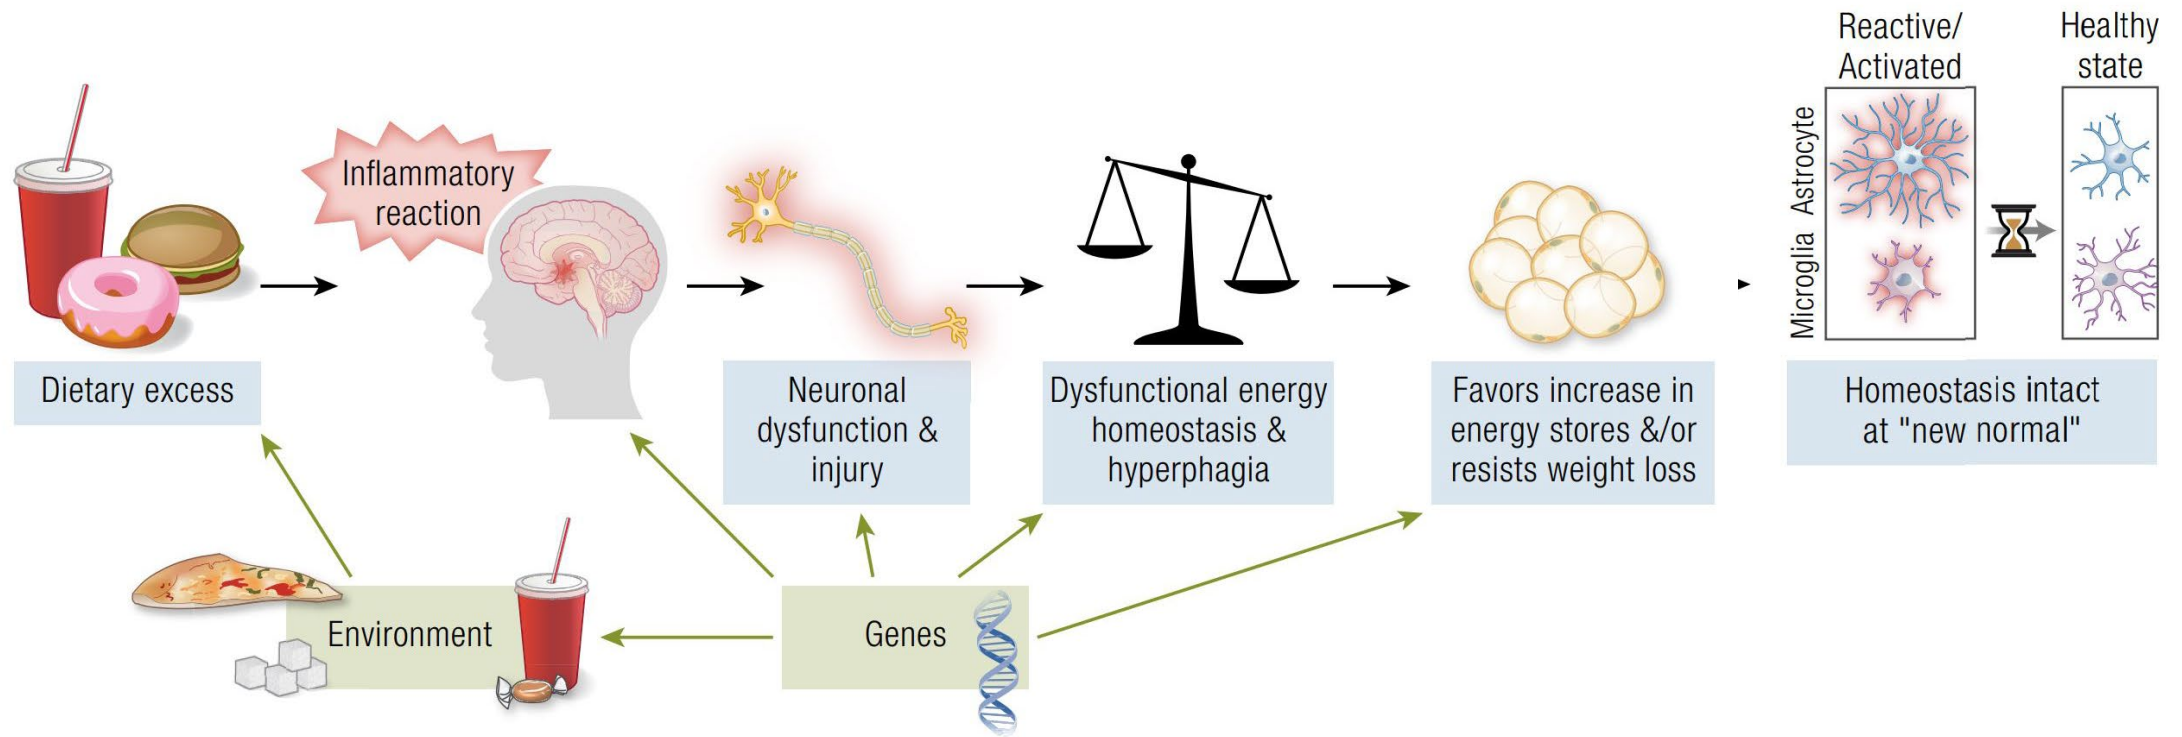 Reactive/
Activated
Healthy
state
Inflammatory
reaction
Astrocyte
Microglia
Dietary excess
Neuronal
dysfunction &
injury
Dysfunctional energy
homeostasis &
hyperphagia
Favors increase in
energy stores &/or
resists weight loss
Homeostasis intact
at "new normal"
Environment
Genes